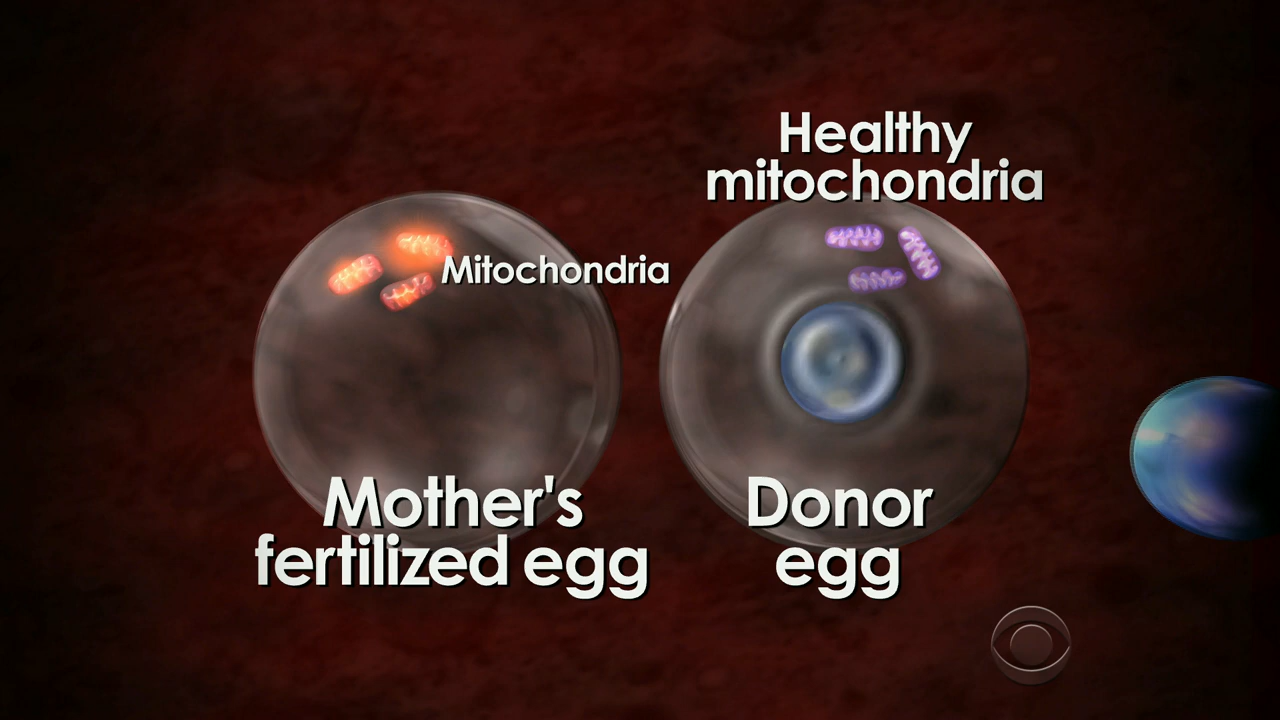 Healthy
mitochondria
Mitochondria
Mother's
fertilized egg
Donor
egg